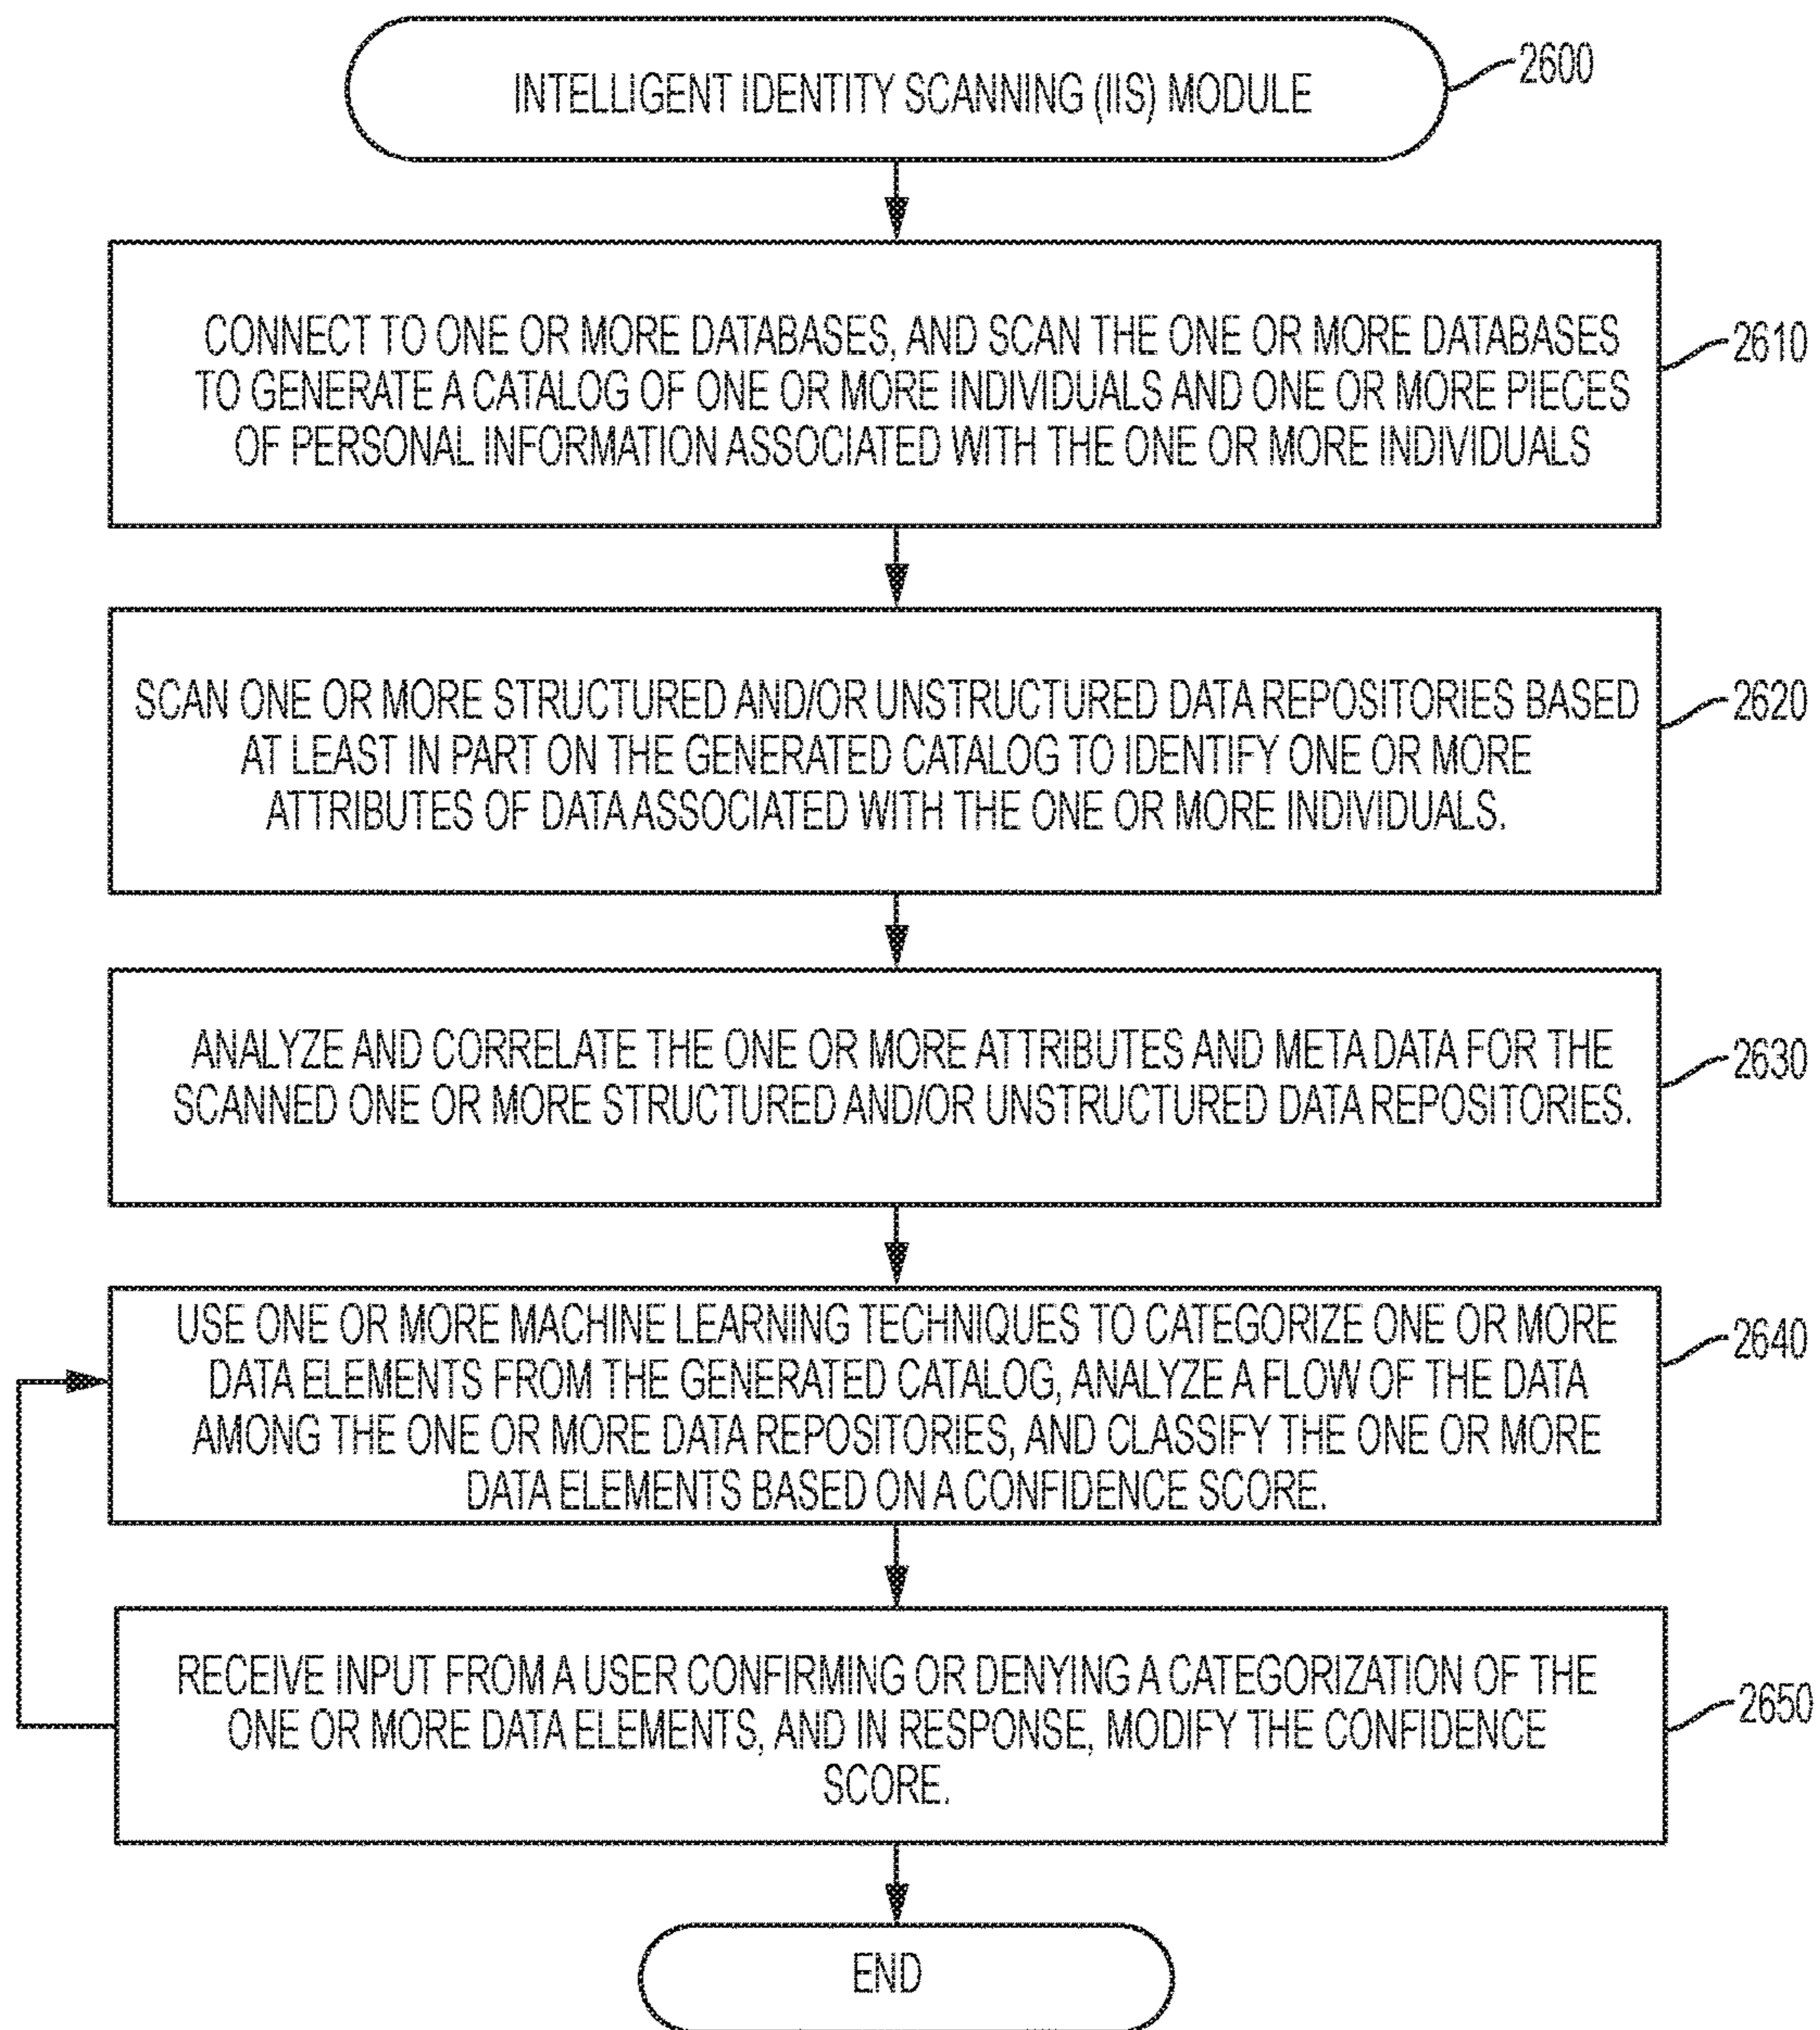 INTELLIGENT IDENTITY SCANNING (IIS) MODULE
2600
CONNECT TO ONE OR MORE DATABASES, AND SCAN THE ONE OR MORE DATABASES
TO GENERATE A CATALOG OF ONE OR MORE INDIVIDUALS AND ONE OR MORE PIECES
OF PERSONAL INFORMATION ASSOCIATED WITH THE ONE OR MORE INDIVIDUALS
2610
SCAN ONE OR MORE STRUCTURED AND/OR UNSTRUCTURED DATA REPOSITORIES BASED
AT LEAST IN PART ON THE GENERATED CATALOG TO IDENTIFY ONE OR MORE
ATTRIBUTES OF DATA ASSOCIATED WITH THE ONE OR MORE INDIVIDUALS.
2620
ANALYZE AND CORRELATE THE ONE OR MORE ATTRIBUTES AND META DATA FOR THE
SCANNED ONE OR MORE STRUCTURED AND/OR UNSTRUCTURED DATA REPOSITORIES.
2630
USE ONE OR MORE MACHINE LEARNING TECHNIQUES TO CATEGORIZE ONE OR MORE
DATA ELEMENTS FROM THE GENERATED CATALOG, ANALYZE A FLOW OF THE DATA
AMONG THE ONE OR MORE DATA REPOSITORIES, AND CLASSIFY THE ONE OR MORE
DATA ELEMENTS BASED ON A CONFIDENCE SCORE.
2640
RECEIVE INPUT FROM A USER CONFIRMING OR DENYING A CATEGORIZATION OF THE
ONE OR MORE DATA ELEMENTS, AND IN RESPONSE, MODIFY THE CONFIDENCE
SCORE.
2650
END